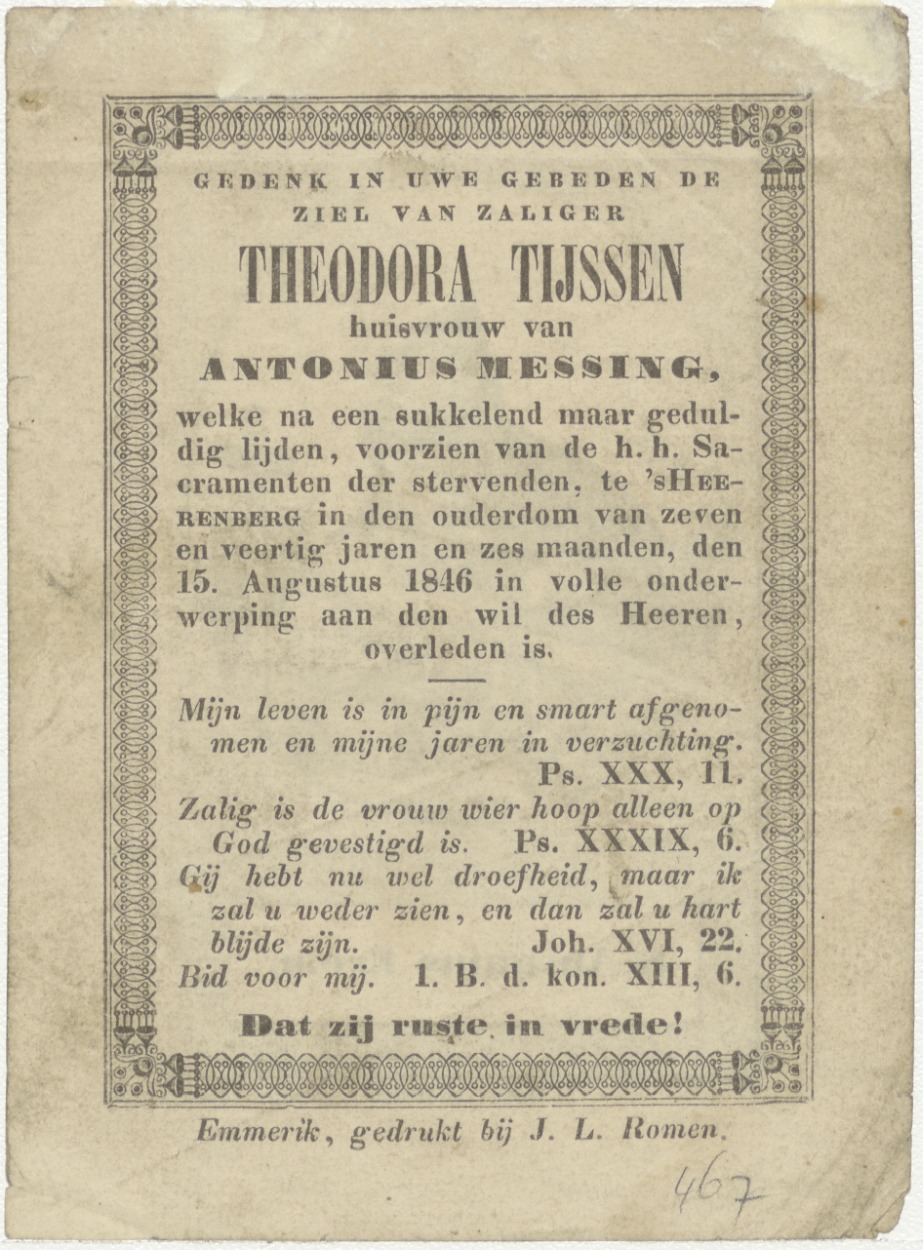 GEDENK IN UWE GEBEDEN DE
ZIEL VAN ZALIGER
THEODORA TIJSSEN
huisvrouw van
ANTONIUS MESSING,
welke na een sukkelend maar gedul-
dig lijden, voorzien van de h. h. Sa-
cramenten der stervenden, te 'sHEE-
RENBERG in den ouderdom van zeven
en veertig jaren en zes maanden, den
15. Augustus 1846 in volle onder-
werping aan den wil des Heeren,
overleden is.
Mijn leven is in pijn en smart afgeno-
men en mijne jaren in verzuchting.
Ps. XXX, 11.
Zalig is de vrouw wier hoop alleen op
God gevestigd is. Ps. XXXIX, 6.
Gij hebt nu wel droefheid, maar ik
zal u weder zien, en dan zal u hart
blijde zijn. Joh. XVI, 22.
Bid voor mij. 1. B. d. kon. XIII, 6.
Dat zij ruste in vrede!
Emmerik, gedrukt bij J. L. Romen.
467